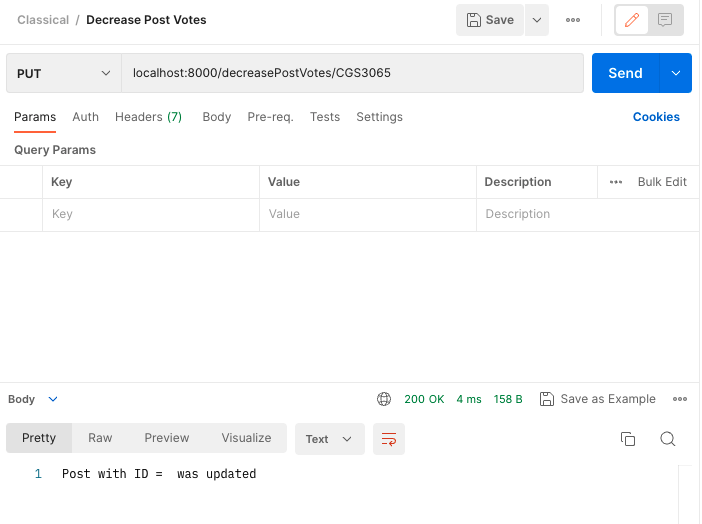 Classical / Decrease Post Votes
Save
PUT localhost:8000/decreasePostVotes/CGS3065 Send
Params Auth Headers (7) Body Pre-req. Tests Settings Cookies
Query Params
Key Value Description Bulk Edit
Key Value Description
Body 200 OK 4 ms 158 B Save as Example
Pretty Raw Preview Visualize Text
1 Post with ID =  was updated